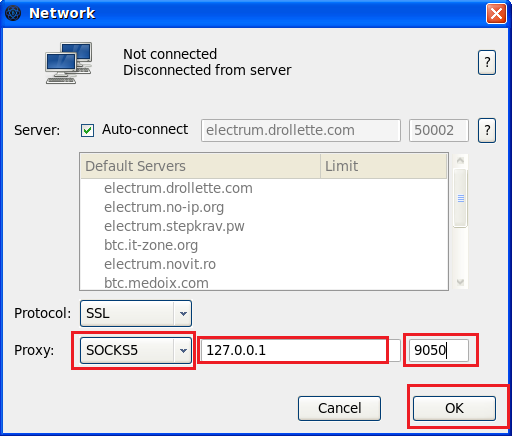 Network
Not connected
Disconnected from server
?
Server: Auto-connect electrum.drollette.com 50002 ?
Default Servers Limit
electrum.drollette.com
electrum.no-ip.org
electrum.stepkrav.pw
btc.it-zone.org
electrum.novit.ro
btc.medoix.com
Protocol: SSL
Proxy: SOCKS5 127.0.0.1 9050
Cancel OK